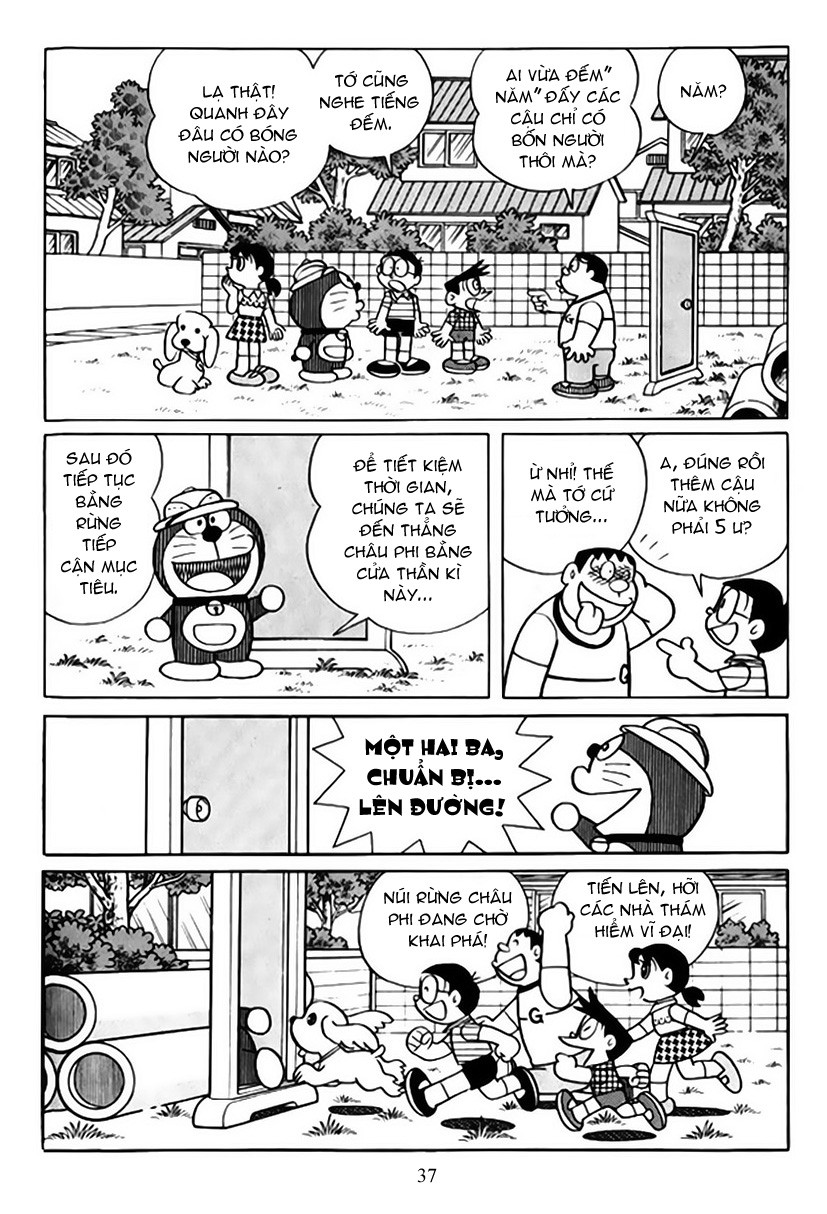 NĂM?
AI VỪA ĐẾM"
NĂM" ĐẤY CÁC
CẬU CHỈ CÓ
BỐN NGƯỜI
THÔI MÀ?
TỚ CŨNG
NGHE TIẾNG
ĐẾM.
LẠ THẬT!
QUANH ĐÂY
ĐÂU CÓ BÓNG
NGƯỜI NÀO?
G
A, ĐÚNG RỒI
THÊM CẬU
NỮA KHÔNG
PHẢI 5 Ư?
Ừ NHỈ! THẾ
MÀ TỚ CỨ
TƯỞNG...
G
ĐỂ TIẾT KIỆM
THỜI GIAN,
CHÚNG TA SẼ
ĐẾN THẲNG
CHÂU PHI BẰNG
CỬA THẦN KÌ
NÀY...
SAU ĐÓ
TIẾP TỤC
BẰNG
RỪNG
TIẾP
CẬN MỤC
TIÊU.
MỘT HAI BA,
CHUẨN BỊ...
LÊN ĐƯỜNG!
TIẾN LÊN, HỠI
CÁC NHÀ THÁM
HIỂM VĨ ĐẠI!
NÚI RỪNG CHÂU
PHI ĐANG CHỜ
KHAI PHÁ!
G
37